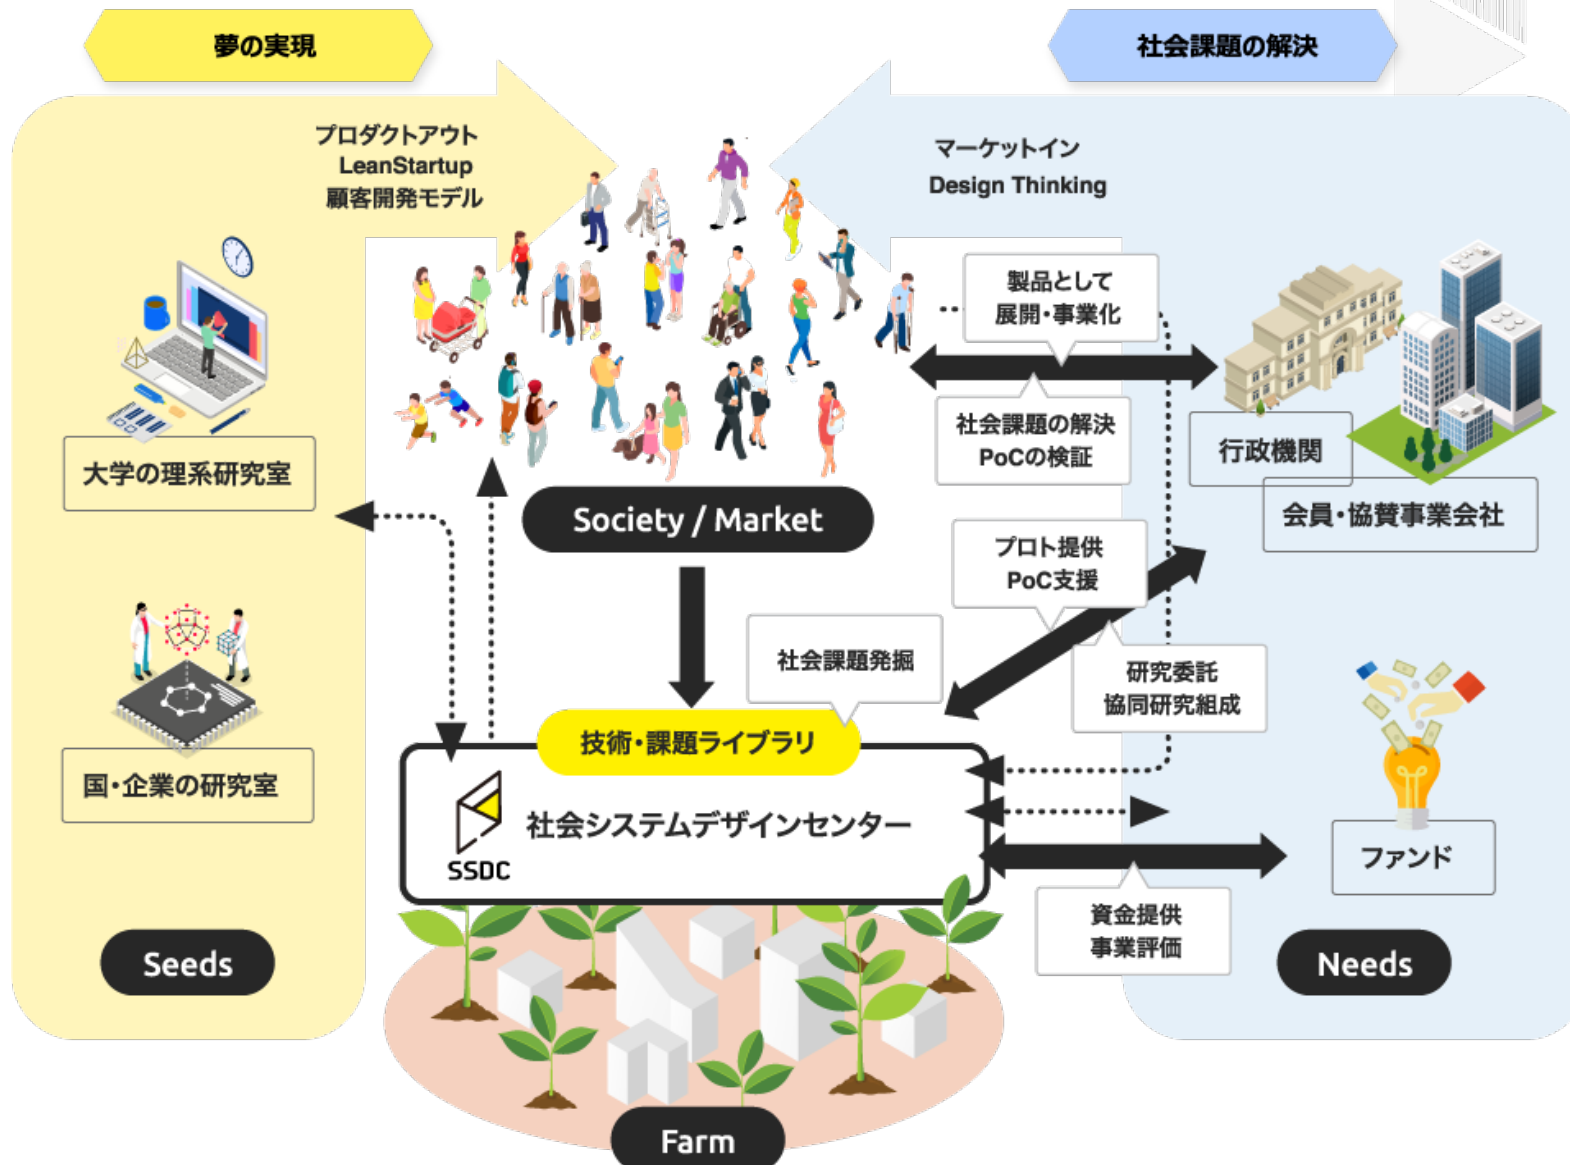 夢の実現
社会課題の解決
プロダクトアウト
LeanStartup
顧客開発モデル
マーケットイン
Design Thinking
製品として
展開・事業化
社会課題の解決
PoCの検証
大学の理系研究室
行政機関
会員・協賛事業会社
Society / Market
プロト提供
PoC支援
社会課題発掘
研究委託
協同研究組成
技術・課題ライブラリ
国・企業の研究室
社会システムデザインセンター
SSDC
ファンド
資金提供
事業評価
Seeds
Needs
Farm